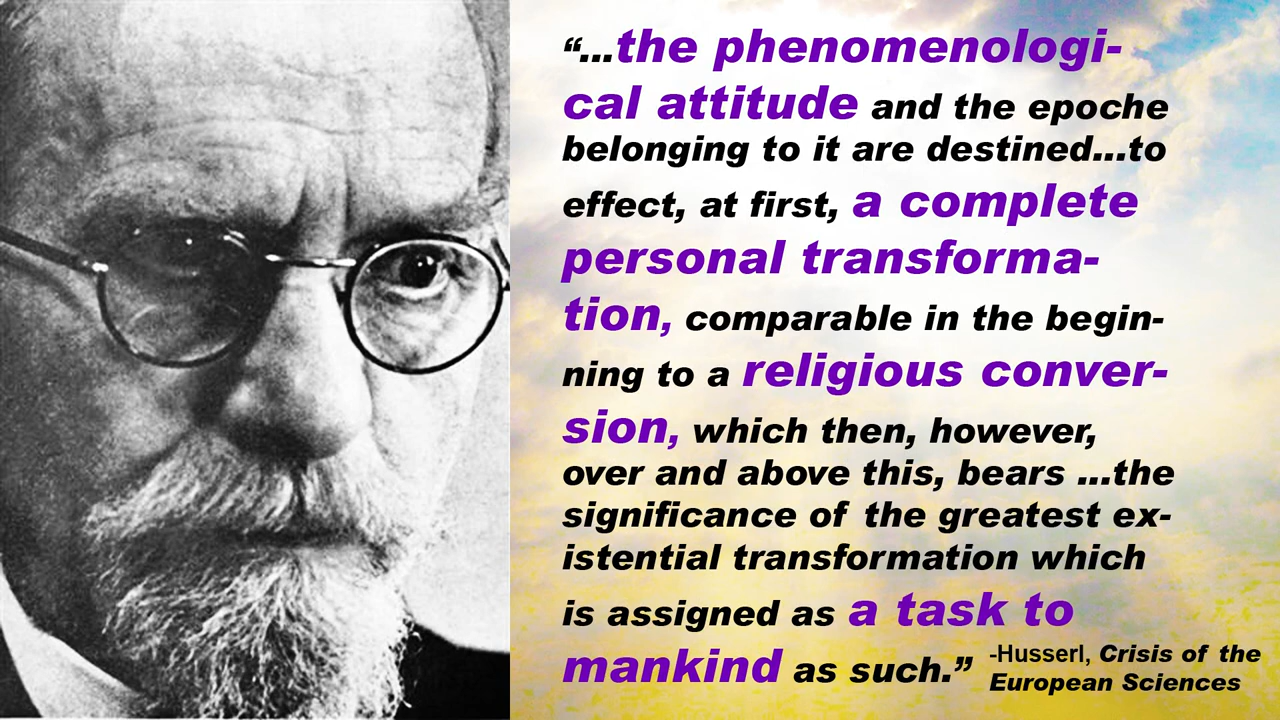 “...the phenomenologi-
cal attitude and the epoche
belonging to it are destined...to
effect, at first, a complete
personal transforma-
tion, comparable in the begin-
ning to a religious conver-
sion, which then, however,
over and above this, bears ...the
significance of the greatest ex-
istential transformation which
is assigned as a task to
mankind as such.”
-Husserl, Crisis of the
European Sciences